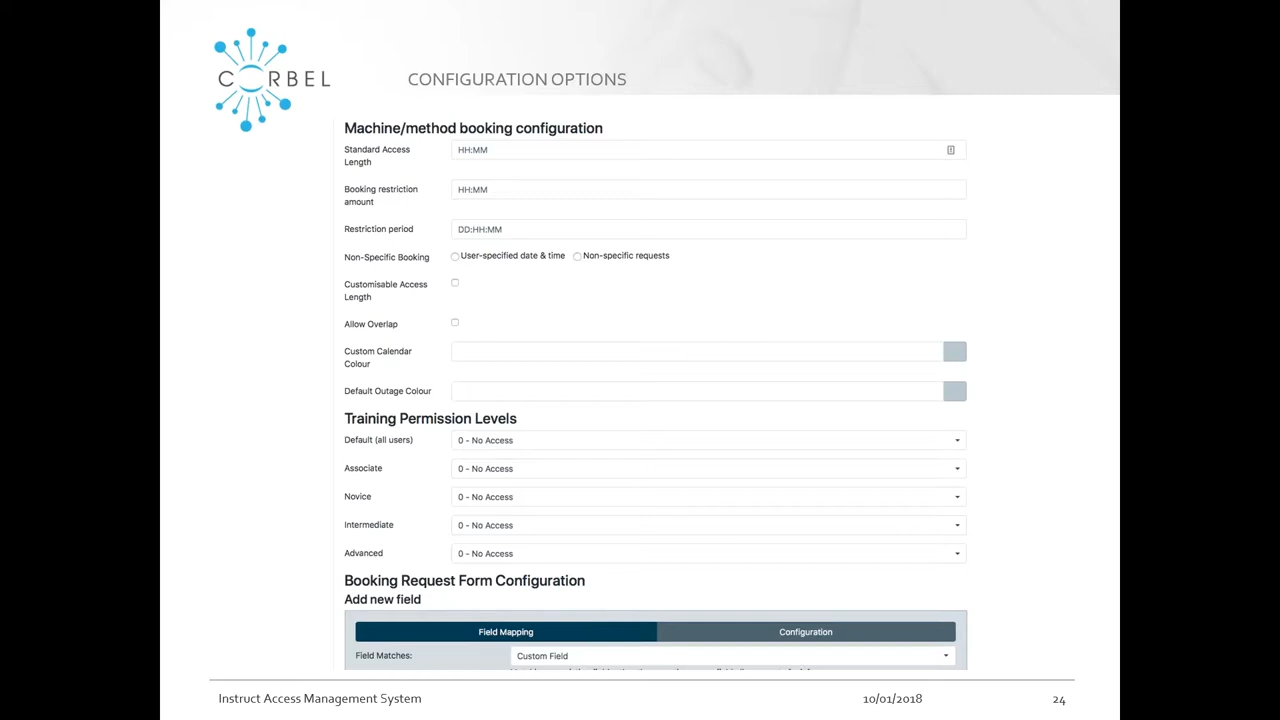 CORBEL
CONFIGURATION OPTIONS
Machine/method booking configuration
Standard Access
Length
HH:MM
Booking restriction
amount
HH:MM
Restriction period
DD:HH:MM
Non-Specific Booking
User-specified date & time
Non-specific requests
Customisable Access
Length
Allow Overlap
Custom Calendar
Colour
Default Outage Colour
Training Permission Levels
Default (all users)
0 - No Access
Associate
0 - No Access
Novice
0 - No Access
Intermediate
0 - No Access
Advanced
0 - No Access
Booking Request Form Configuration
Add new field
Field Mapping
Configuration
Field Matches:
Custom Field
Instruct Access Management System
10/01/2018
24